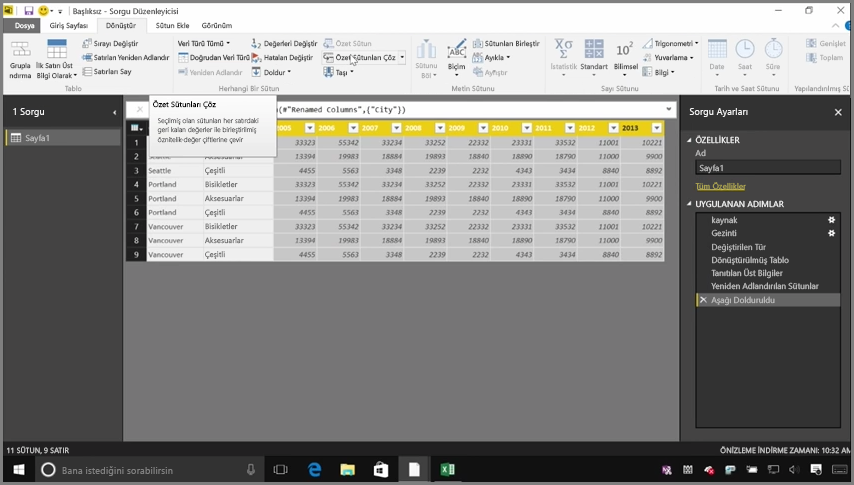 Başlıksız - Sorgu Düzenleyicisi
Dosya Giriş Sayfası Dönüştür Sütun Ekle Görünüm
Grupla
ndırma
İlk Satırı Üst
Bilgi Olarak
Sırayı Değiştir
Satırları Yeniden Adlandır
Satırları Say
Tablo
Veri Türü Tümü
Doğrudan Veri Türü
Yeniden Adlandır
Değerleri Değiştir
Hataları Değiştir
Doldur
Özet Sütun
Özet Sütunları Çöz
Taşı
Herhangi Bir Sütun
Sütunu
Böl
Biçim
Sütunları Birleştir
Ayıkla
Ayrıştır
Metin Sütunu
İstatistik
Standart
Bilimsel
Trigonometri
Yuvarlama
Bilgi
Sayı Sütunu
Date
Saat
Süre
Tarih ve Saat Sütunu
Genişlet
Toplam
Yapılandırılmış Sü
1 Sorgu
Sayfa1
Özet Sütunları Çöz
Seçilmiş olan sütunları her satırdaki
geri kalan değerler ile birleştirilmiş
öznitelik-değer çiftlerine çevir
(#"Renamed Columns",{"City"})
2005 2006 2007 2008 2009 2010 2011 2012 2013
1 33323 55342 33234 33252 22332 23331 33532 11001 10221
2 Seattle Aksesuarlar 13394 19983 18884 19893 18840 18890 18790 11000 9900
3 Seattle Çeşitli 4455 5563 3348 2239 2232 4343 3434 8840 8892
4 Portland Bisikletler 33323 55342 33234 33252 22332 23331 33532 11001 10221
5 Portland Aksesuarlar 13394 19983 18884 19893 18840 18890 18790 11000 9900
6 Portland Çeşitli 4455 5563 3348 2239 2232 4343 3434 8840 8892
7 Vancouver Bisikletler 33323 55342 33234 33252 22332 23331 33532 11001 10221
8 Vancouver Aksesuarlar 13394 19983 18884 19893 18840 18890 18790 11000 9900
9 Vancouver Çeşitli 4455 5563 3348 2239 2232 4343 3434 8840 8892
Sorgu Ayarları
ÖZELLİKLER
Ad
Sayfa1
Tüm Özellikler
UYGULANAN ADIMLAR
kaynak
Gezinti
Değiştirilen Tür
Dönüştürülmüş Tablo
Tanıtılan Üst Bilgiler
Yeniden Adlandırılan Sütunlar
Aşağı Dolduruldu
11 SÜTUN, 9 SATIR
ÖNİZLEME İNDİRME ZAMANI: 10:32 AM
Bana istediğini sorabilirsin